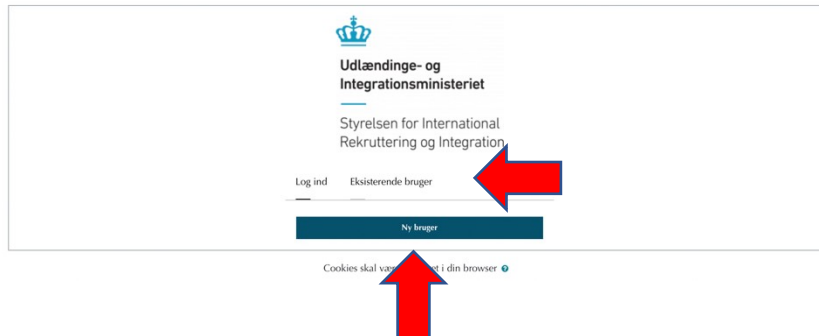 Udlændinge- og
Integrationsministeriet
Styrelsen for International
Rekruttering og Integration
Log ind Eksisterende bruger
Ny bruger
Cookies skal i din browser